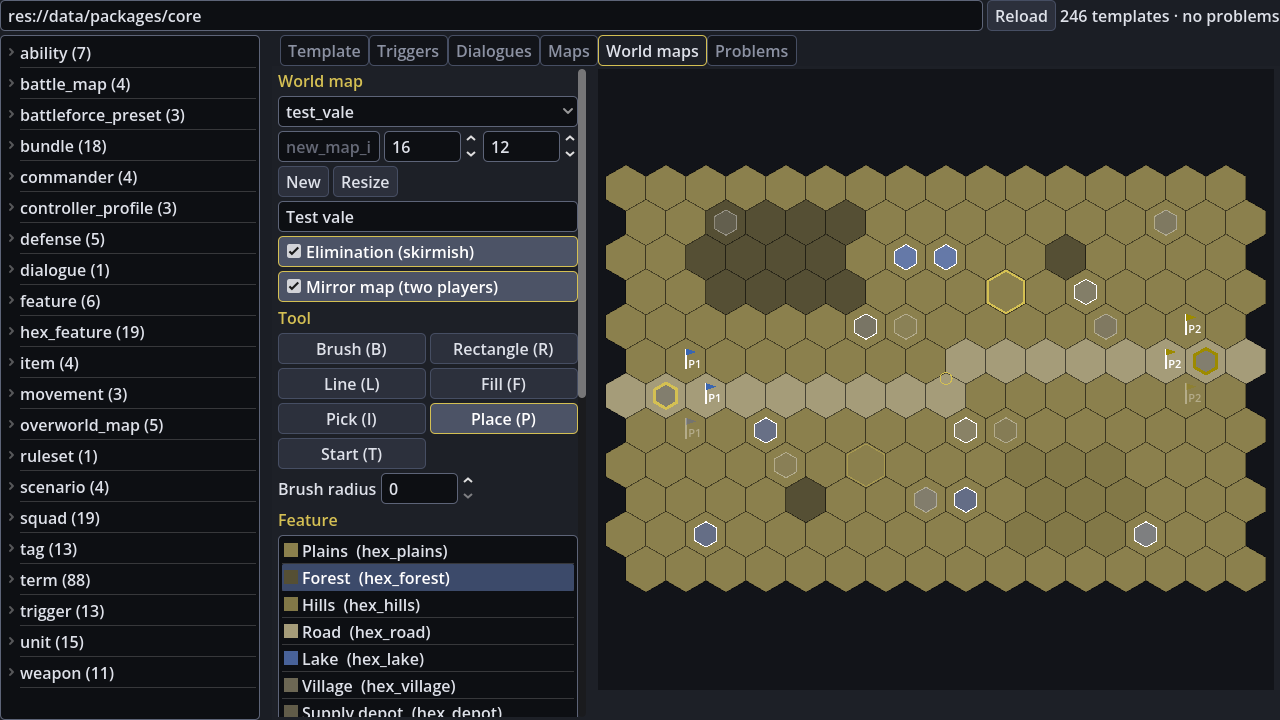 res://data/packages/core
Reload
246 templates · no problems
ability (7)
battle_map (4)
battleforce_preset (3)
bundle (18)
commander (4)
controller_profile (3)
defense (5)
dialogue (1)
feature (6)
hex_feature (19)
item (4)
movement (3)
overworld_map (5)
ruleset (1)
scenario (4)
squad (19)
tag (13)
term (88)
trigger (13)
unit (15)
weapon (11)
Template
Triggers
Dialogues
Maps
World maps
Problems
World map
test_vale
new_map_i
16
12
New
Resize
Test vale
Elimination (skirmish)
Mirror map (two players)
Tool
Brush (B)
Rectangle (R)
Line (L)
Fill (F)
Pick (I)
Place (P)
Start (T)
Brush radius
0
Feature
Plains (hex_plains)
Forest (hex_forest)
Hills (hex_hills)
Road (hex_road)
Lake (hex_lake)
Village (hex_village)
Supply depot (hex_depot)
P2
P1
P2
P1
P2
P1